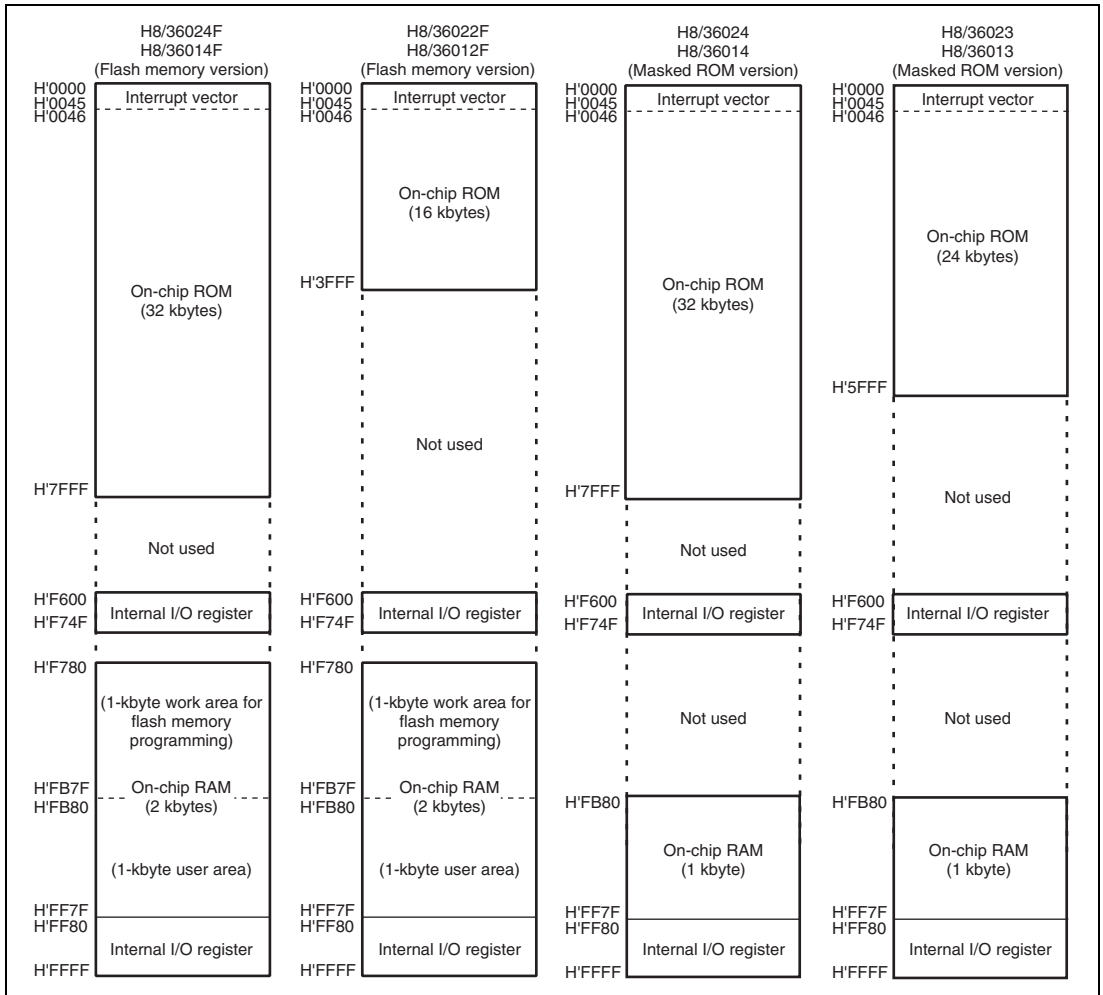 H8/36024F
H8/36014F
(Flash memory version)
H'0000
H'0045
H'0046
Interrupt vector
On-chip ROM
(32 kbytes)
H'7FFF
Not used
H'F600
H'F74F
Internal I/O register
H'F780
(1-kbyte work area for
flash memory
programming)
H'FB7F
H'FB80
On-chip RAM
(2 kbytes)
(1-kbyte user area)
H'FF7F
H'FF80
Internal I/O register
H'FFFF
H8/36022F
H8/36012F
(Flash memory version)
H'0000
H'0045
H'0046
Interrupt vector
On-chip ROM
(16 kbytes)
H'3FFF
Not used
H'F600
H'F74F
Internal I/O register
H'F780
(1-kbyte work area for
flash memory
programming)
H'FB7F
H'FB80
On-chip RAM
(2 kbytes)
(1-kbyte user area)
H'FF7F
H'FF80
Internal I/O register
H'FFFF
H8/36024
H8/36014
(Masked ROM version)
H'0000
H'0045
H'0046
Interrupt vector
On-chip ROM
(32 kbytes)
H'7FFF
Not used
H'F600
H'F74F
Internal I/O register
Not used
H'FB80
On-chip RAM
(1 kbyte)
H'FF7F
H'FF80
Internal I/O register
H'FFFF
H8/36023
H8/36013
(Masked ROM version)
H'0000
H'0045
H'0046
Interrupt vector
On-chip ROM
(24 kbytes)
H'5FFF
Not used
H'F600
H'F74F
Internal I/O register
Not used
H'FB80
On-chip RAM
(1 kbyte)
H'FF7F
H'FF80
Internal I/O register
H'FFFF